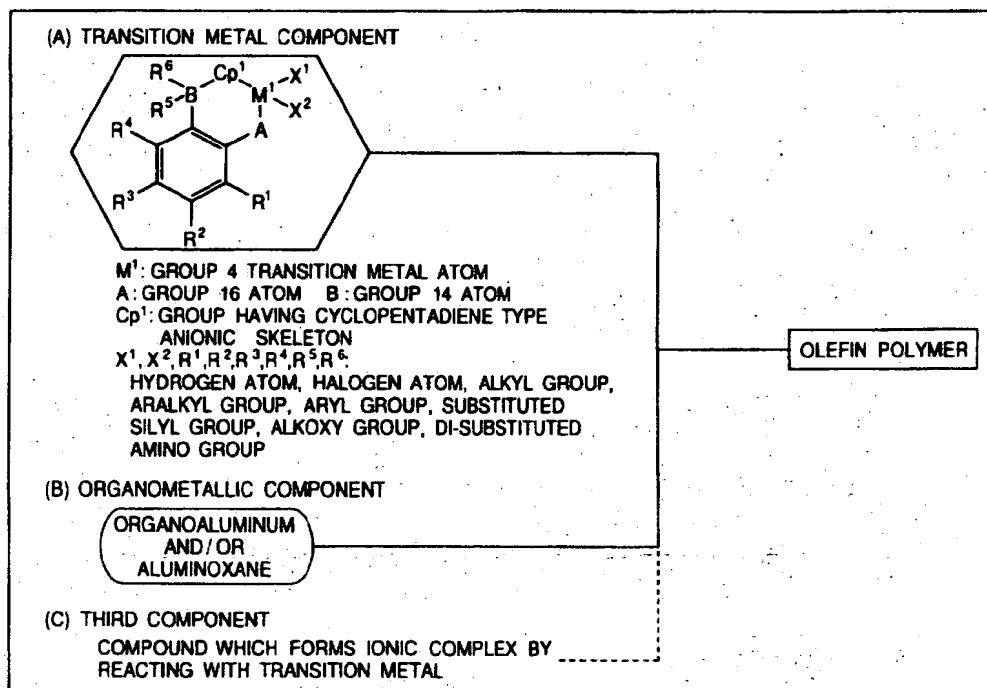 (A) TRANSITION METAL COMPONENT
R⁶ Cp¹ X¹
R⁵ B M¹ X²
R⁴ A
R³ R¹
R²
M¹: GROUP 4 TRANSITION METAL ATOM
A: GROUP 16 ATOM B: GROUP 14 ATOM
Cp¹: GROUP HAVING CYCLOPENTADIENE TYPE
ANIONIC SKELETON
X¹, X², R¹, R², R³, R⁴, R⁵, R⁶:
HYDROGEN ATOM, HALOGEN ATOM, ALKYL GROUP,
ARALKYL GROUP, ARYL GROUP, SUBSTITUTED
SILYL GROUP, ALKOXY GROUP, DI-SUBSTITUTED
AMINO GROUP
OLEFIN POLYMER
(B) ORGANOMETALLIC COMPONENT
ORGANOALUMINUM
AND/OR
ALUMINOXANE
(C) THIRD COMPONENT
COMPOUND WHICH FORMS IONIC COMPLEX BY
REACTING WITH TRANSITION METAL